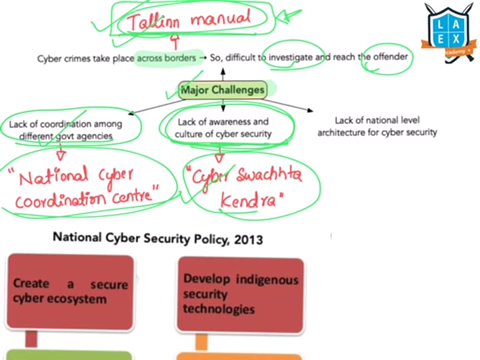 Tallinn manual
LA
EX
Cyber crimes take place across borders → So, difficult to investigate and reach the offender
Major Challenges
Lack of coordination among
different govt agencies
Lack of awareness and
culture of cyber security
Lack of national level
architecture for cyber security
"National Cyber
Coordination Centre"
"Cyber Swachhta
Kendra"
National Cyber Security Policy, 2013
Create a secure
cyber ecosystem
Develop indigenous
security
technologies